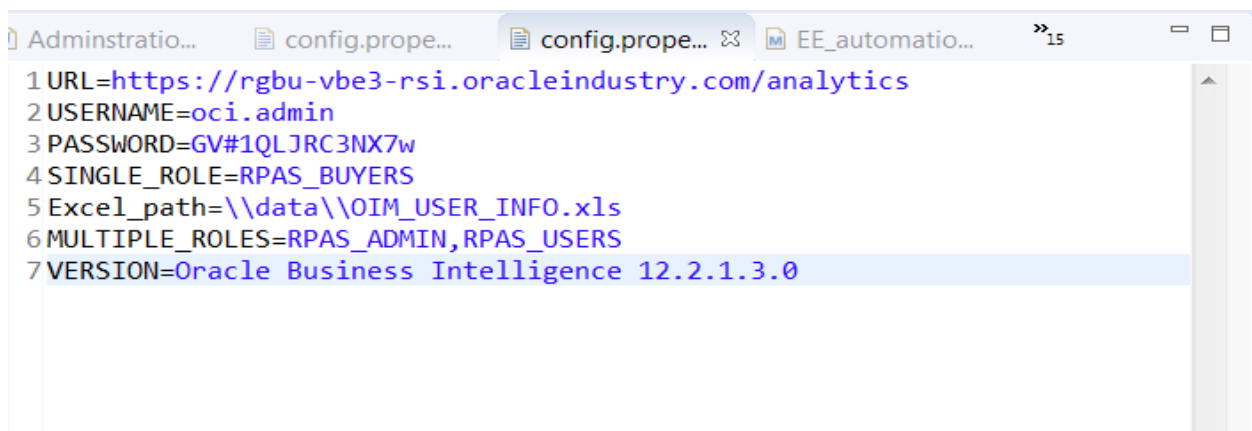 Adminstratio... config.prope... config.prope... EE_automatio... »15
1 URL=https://rgbu-vbe3-rsi.oracleindustry.com/analytics
2 USERNAME=oci.admin
3 PASSWORD=GV#1QLJRC3NX7w
4 SINGLE_ROLE=RPAS_BUYERS
5 Excel_path=\\data\\OIM_USER_INFO.xls
6 MULTIPLE_ROLES=RPAS_ADMIN,RPAS_USERS
7 VERSION=Oracle Business Intelligence 12.2.1.3.0